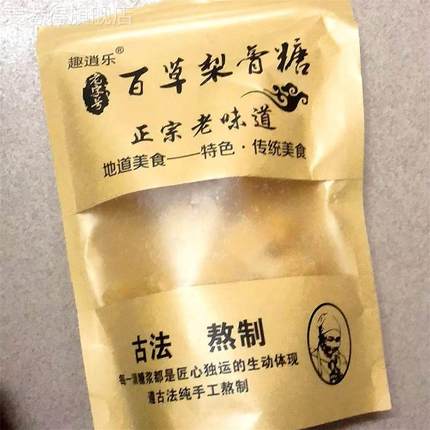 趣逍乐
老字号
百草梨膏糖
正宗老味道
地道美食——特色·传统美食
古法 熬制
每一滴糖浆都是匠心独运的生动体现
遵古法纯手工熬制